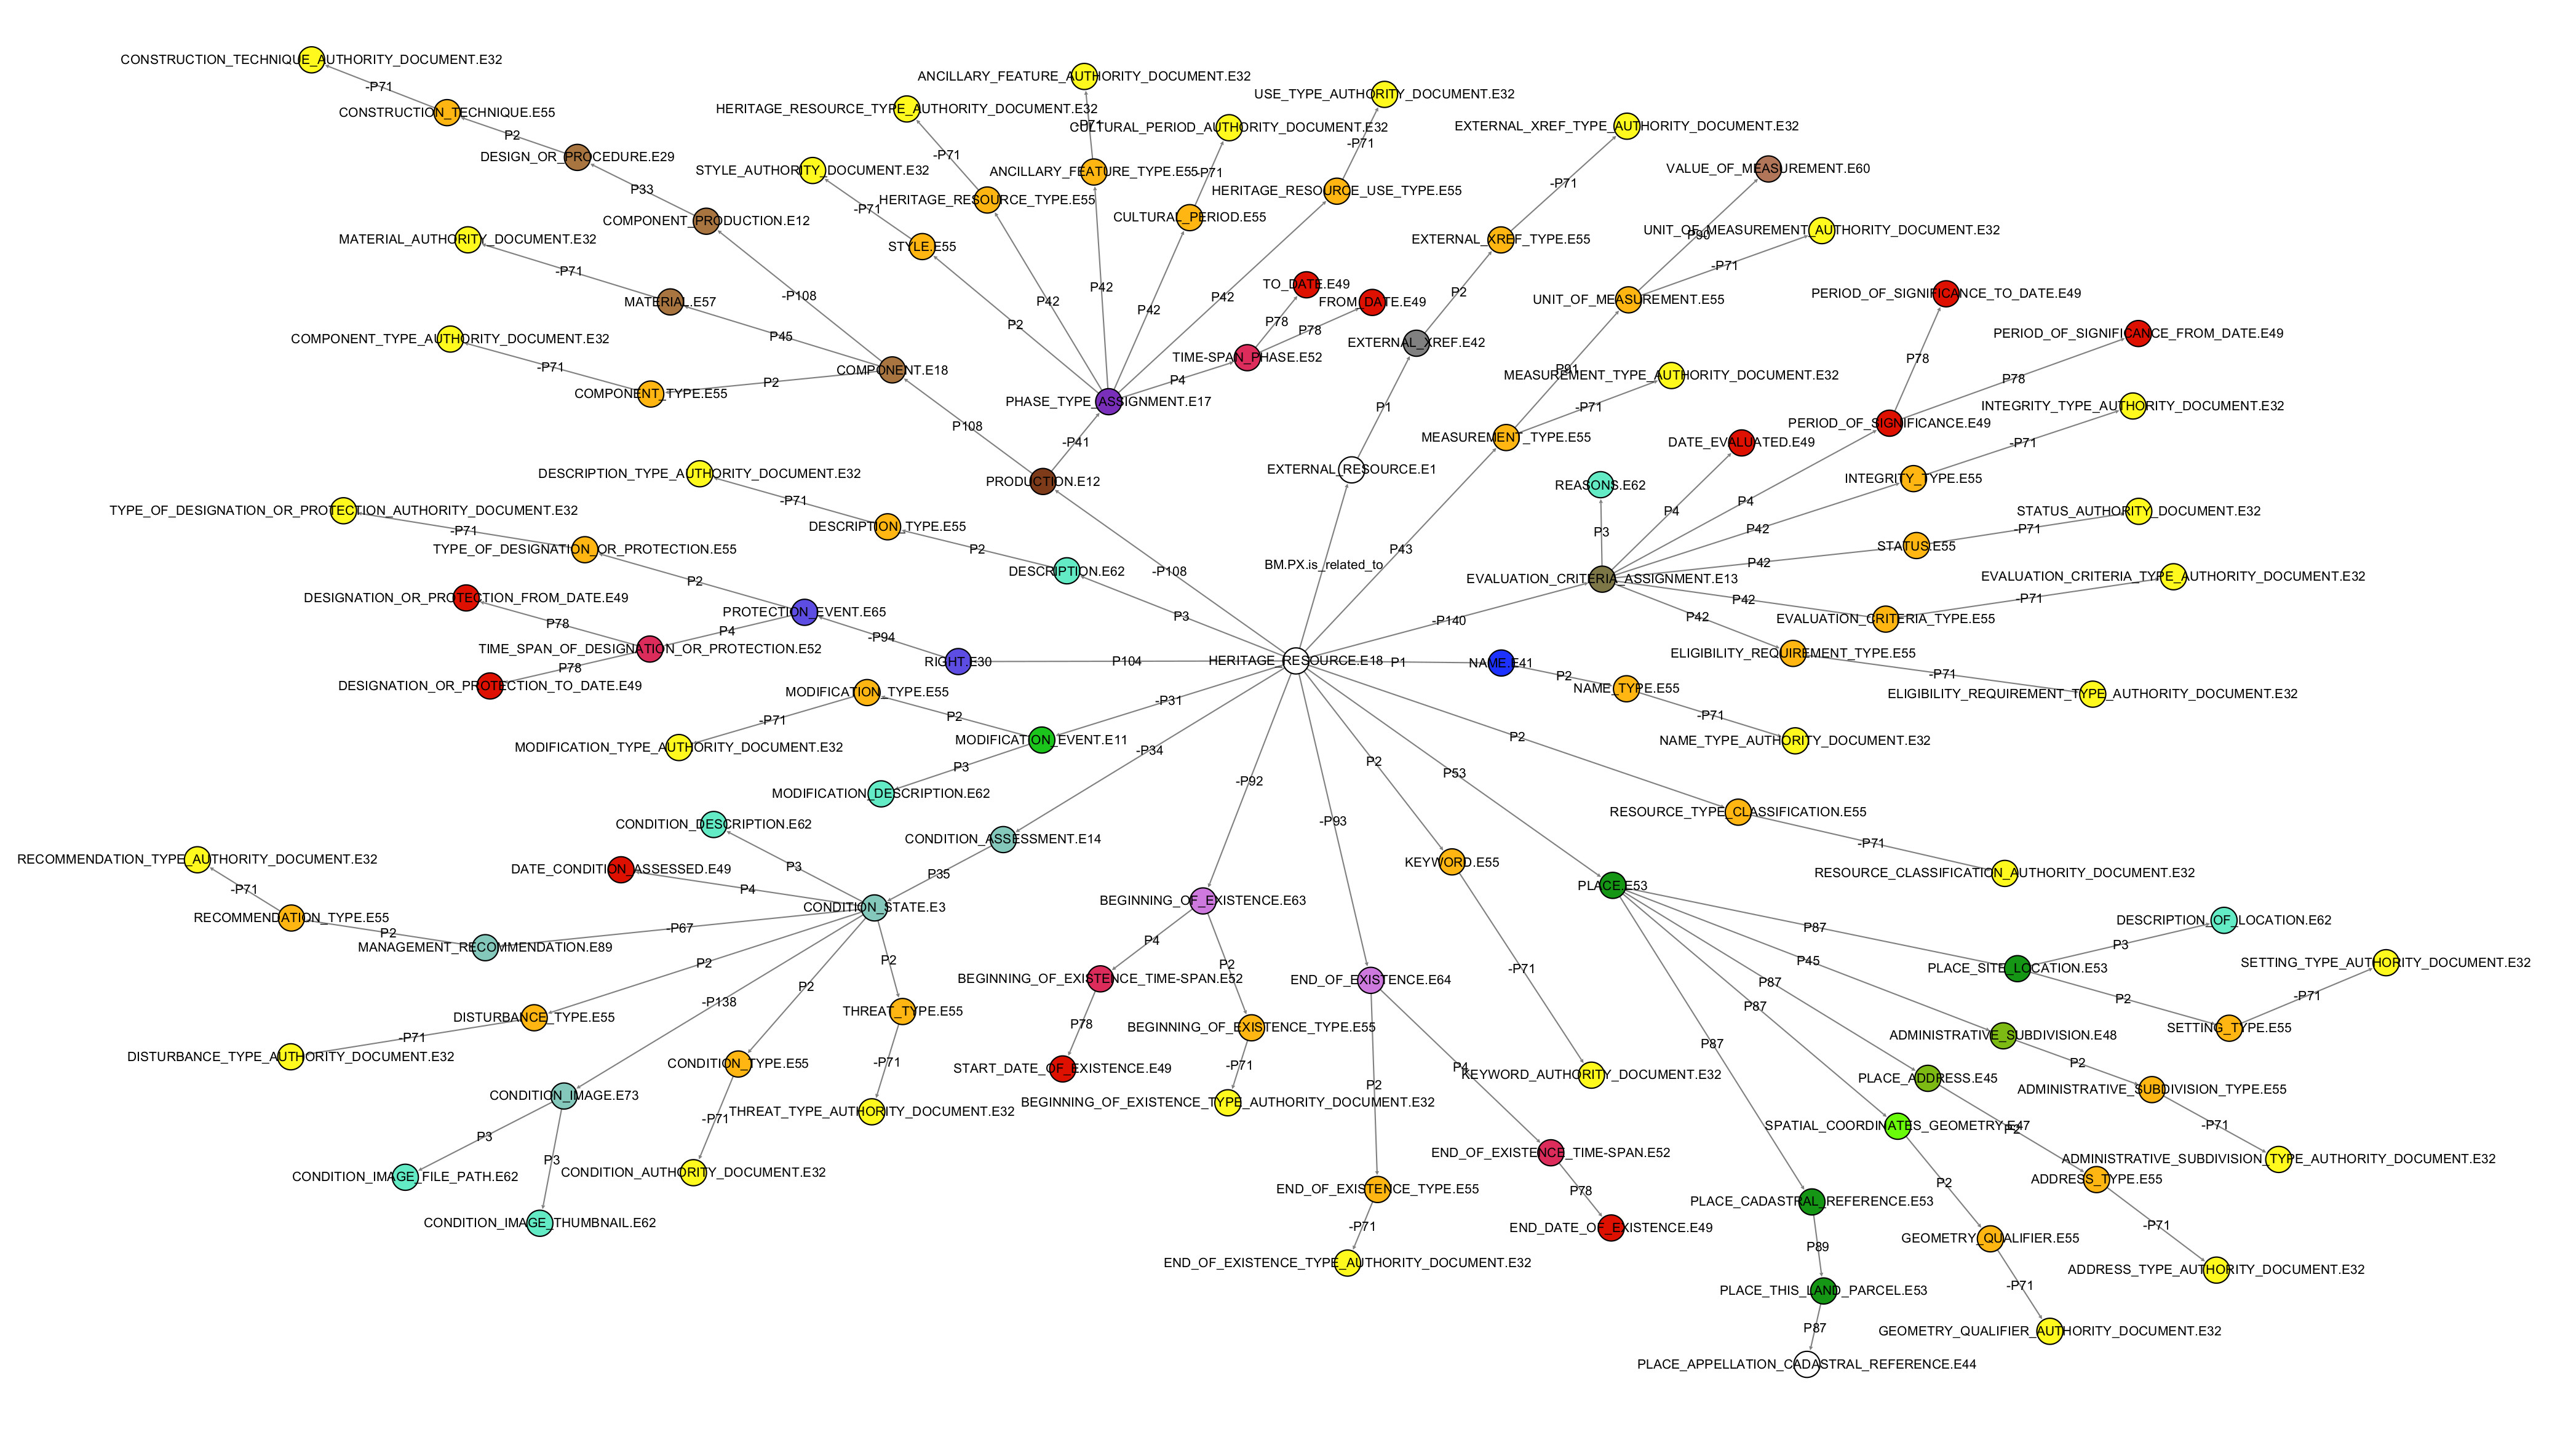 CONSTRUCTION_TECHNIQUE_AUTHORITY_DOCUMENT.E32
-P71
CONSTRUCTION_TECHNIQUE.E55
P2
DESIGN_OR_PROCEDURE.E29
P33
COMPONENT_PRODUCTION.E12
-P108
MATERIAL_AUTHORITY_DOCUMENT.E32
-P71
MATERIAL.E57
P45
COMPONENT_TYPE_AUTHORITY_DOCUMENT.E32
-P71
COMPONENT_TYPE.E55
P2
COMPONENT.E18
P108
ANCILLARY_FEATURE_AUTHORITY_DOCUMENT.E32
-P71
HERITAGE_RESOURCE_TYPE_AUTHORITY_DOCUMENT.E32
-P71
USE_TYPE_AUTHORITY_DOCUMENT.E32
-P71
CULTURAL_PERIOD_AUTHORITY_DOCUMENT.E32
-P71
STYLE_AUTHORITY_DOCUMENT.E32
-P71
ANCILLARY_FEATURE_TYPE.E55
HERITAGE_RESOURCE_TYPE.E55
HERITAGE_RESOURCE_USE_TYPE.E55
CULTURAL_PERIOD.E55
STYLE.E55
P2
P42
P42
P42
P42
TO_DATE.E49
FROM_DATE.E49
P78
P78
TIME-SPAN_PHASE.E52
P4
PHASE_TYPE_ASSIGNMENT.E17
-P41
PRODUCTION.E12
-P108
EXTERNAL_XREF_TYPE_AUTHORITY_DOCUMENT.E32
-P71
EXTERNAL_XREF_TYPE.E55
P2
EXTERNAL_XREF.E42
P1
EXTERNAL_RESOURCE.E1
BM.PX.is_related_to
VALUE_OF_MEASUREMENT.E60
P90
UNIT_OF_MEASUREMENT_AUTHORITY_DOCUMENT.E32
-P71
UNIT_OF_MEASUREMENT.E55
P91
MEASUREMENT_TYPE_AUTHORITY_DOCUMENT.E32
-P71
MEASUREMENT_TYPE.E55
P43
PERIOD_OF_SIGNIFICANCE_TO_DATE.E49
P78
PERIOD_OF_SIGNIFICANCE_FROM_DATE.E49
P78
PERIOD_OF_SIGNIFICANCE.E49
P4
DATE_EVALUATED.E49
P4
REASONS.E62
P3
INTEGRITY_TYPE_AUTHORITY_DOCUMENT.E32
-P71
INTEGRITY_TYPE.E55
P42
STATUS_AUTHORITY_DOCUMENT.E32
-P71
STATUS.E55
P42
EVALUATION_CRITERIA_TYPE_AUTHORITY_DOCUMENT.E32
-P71
EVALUATION_CRITERIA_TYPE.E55
P42
ELIGIBILITY_REQUIREMENT_TYPE.E55
P42
-P71
ELIGIBILITY_REQUIREMENT_TYPE_AUTHORITY_DOCUMENT.E32
EVALUATION_CRITERIA_ASSIGNMENT.E13
-P140
DESCRIPTION_TYPE_AUTHORITY_DOCUMENT.E32
-P71
DESCRIPTION_TYPE.E55
P2
DESCRIPTION.E62
P3
TYPE_OF_DESIGNATION_OR_PROTECTION_AUTHORITY_DOCUMENT.E32
-P71
TYPE_OF_DESIGNATION_OR_PROTECTION.E55
P2
DESIGNATION_OR_PROTECTION_FROM_DATE.E49
P78
PROTECTION_EVENT.E65
P4
TIME_SPAN_OF_DESIGNATION_OR_PROTECTION.E52
P78
DESIGNATION_OR_PROTECTION_TO_DATE.E49
-P94
RIGHT.E30
P104
HERITAGE_RESOURCE.E18
P1
NAME.E41
P2
NAME_TYPE.E55
-P71
NAME_TYPE_AUTHORITY_DOCUMENT.E32
MODIFICATION_TYPE.E55
-P71
P2
-P31
MODIFICATION_TYPE_AUTHORITY_DOCUMENT.E32
MODIFICATION_EVENT.E11
P3
MODIFICATION_DESCRIPTION.E62
-P34
CONDITION_ASSESSMENT.E14
P35
CONDITION_DESCRIPTION.E62
P3
DATE_CONDITION_ASSESSED.E49
P4
CONDITION_STATE.E3
RECOMMENDATION_TYPE_AUTHORITY_DOCUMENT.E32
-P71
RECOMMENDATION_TYPE.E55
P2
MANAGEMENT_RECOMMENDATION.E89
-P67
P2
DISTURBANCE_TYPE.E55
-P71
DISTURBANCE_TYPE_AUTHORITY_DOCUMENT.E32
-P138
CONDITION_IMAGE.E73
P3
CONDITION_IMAGE_FILE_PATH.E62
P3
CONDITION_IMAGE_THUMBNAIL.E62
P2
CONDITION_TYPE.E55
-P71
CONDITION_AUTHORITY_DOCUMENT.E32
P2
THREAT_TYPE.E55
-P71
THREAT_TYPE_AUTHORITY_DOCUMENT.E32
-P92
BEGINNING_OF_EXISTENCE.E63
P4
P2
BEGINNING_OF_EXISTENCE_TIME-SPAN.E52
P78
START_DATE_OF_EXISTENCE.E49
BEGINNING_OF_EXISTENCE_TYPE.E55
-P71
BEGINNING_OF_EXISTENCE_TYPE_AUTHORITY_DOCUMENT.E32
-P93
END_OF_EXISTENCE.E64
P2
P4
END_OF_EXISTENCE_TYPE.E55
-P71
END_OF_EXISTENCE_TYPE_AUTHORITY_DOCUMENT.E32
END_OF_EXISTENCE_TIME-SPAN.E52
P78
END_DATE_OF_EXISTENCE.E49
P2
KEYWORD.E55
-P71
KEYWORD_AUTHORITY_DOCUMENT.E32
P2
RESOURCE_TYPE_CLASSIFICATION.E55
-P71
RESOURCE_CLASSIFICATION_AUTHORITY_DOCUMENT.E32
P53
PLACE.E53
P87
PLACE_SITE_LOCATION.E53
P3
DESCRIPTION_OF_LOCATION.E62
P2
SETTING_TYPE.E55
-P71
SETTING_TYPE_AUTHORITY_DOCUMENT.E32
P45
ADMINISTRATIVE_SUBDIVISION.E48
P2
ADMINISTRATIVE_SUBDIVISION_TYPE.E55
-P71
ADMINISTRATIVE_SUBDIVISION_TYPE_AUTHORITY_DOCUMENT.E32
P87
PLACE_ADDRESS.E45
P2
ADDRESS_TYPE.E55
-P71
ADDRESS_TYPE_AUTHORITY_DOCUMENT.E32
P87
SPATIAL_COORDINATES_GEOMETRY.E47
P2
GEOMETRY_QUALIFIER.E55
-P71
GEOMETRY_QUALIFIER_AUTHORITY_DOCUMENT.E32
P87
PLACE_CADASTRAL_REFERENCE.E53
P89
PLACE_THIS_LAND_PARCEL.E53
P87
PLACE_APPELLATION_CADASTRAL_REFERENCE.E44